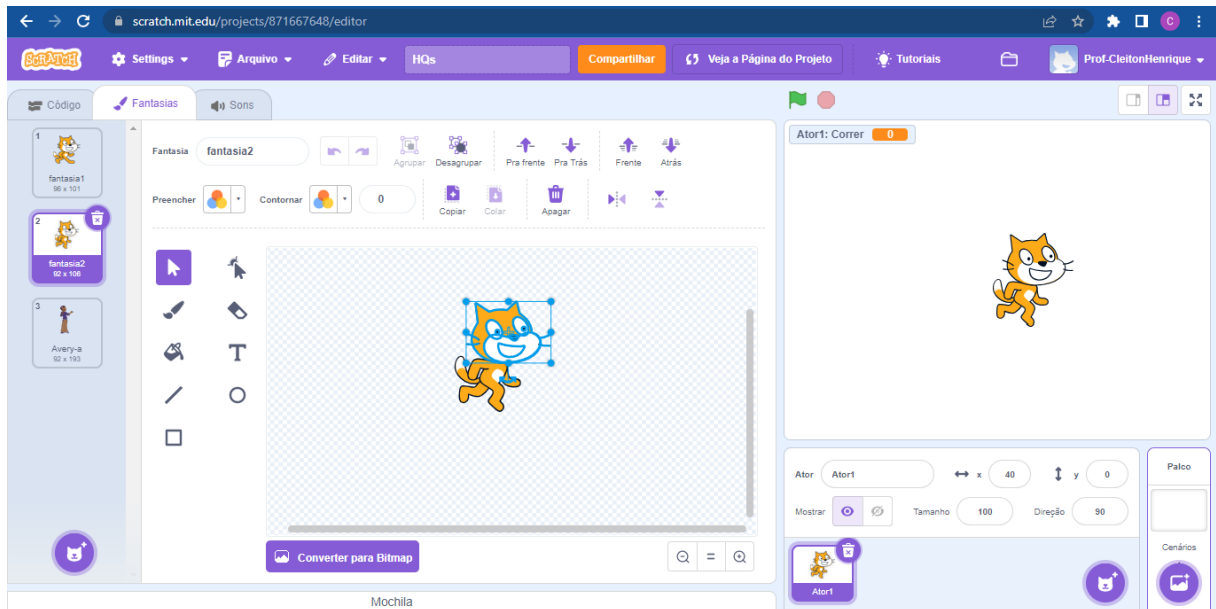 scratch.mit.edu/projects/871667648/editor
C
SCRATCH
Settings
Arquivo
Editar
HQs
Compartilhar
Veja a Página do Projeto
Tutoriais
Prof-CleitonHenrique
Código
Fantasias
Sons
1
fantasia1
96 x 101
2
fantasia2
92 x 106
3
Avery-a
92 x 193
Fantasia
fantasia2
Agrupar
Desagrupar
Pra frente
Pra Trás
Frente
Atrás
Preencher
Contornar
0
Copiar
Colar
Apagar
T
Converter para Bitmap
=
Mochila
Ator1: Correr 0
Ator Ator1 x 40 y 0
Mostrar Tamanho 100 Direção 90
Ator1
Palco
Cenários